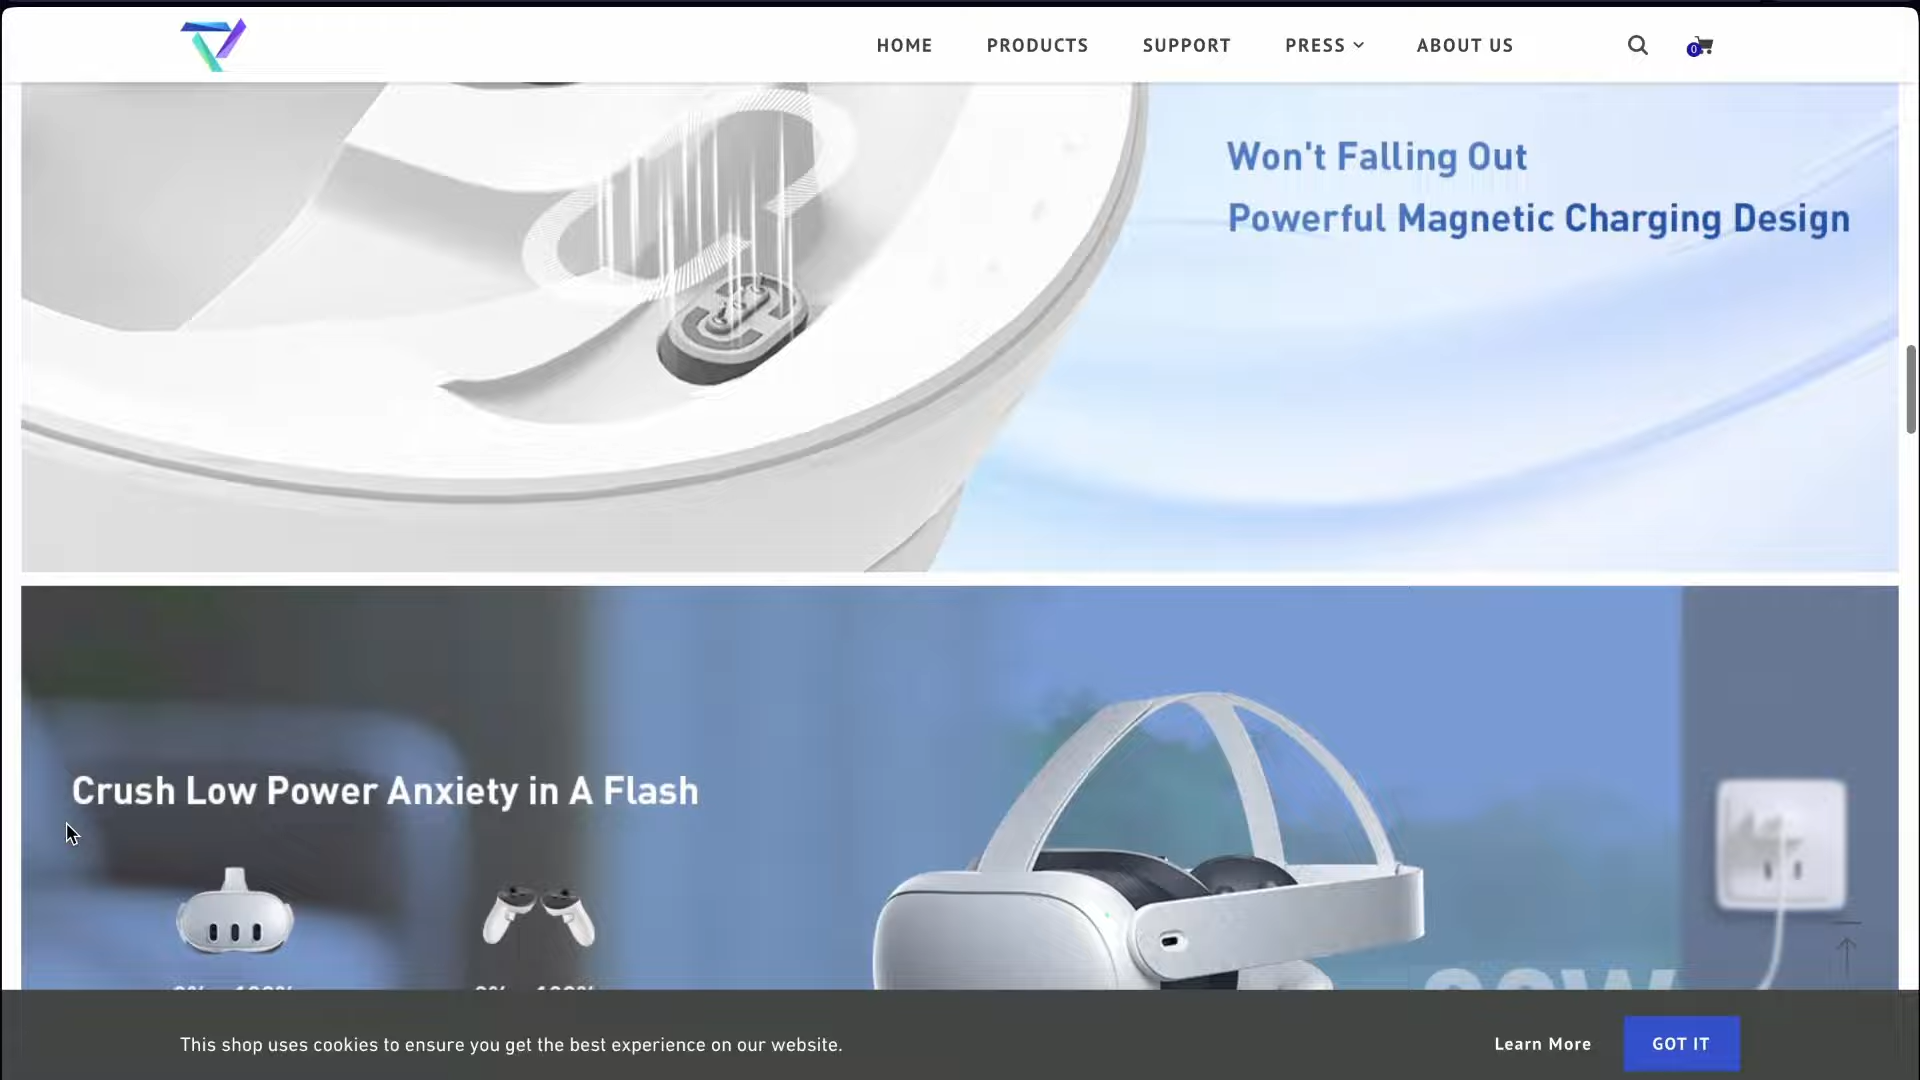 HOME PRODUCTS SUPPORT PRESS ABOUT US
0
Won't Falling Out
Powerful Magnetic Charging Design
Crush Low Power Anxiety in A Flash
This shop uses cookies to ensure you get the best experience on our website.
Learn More GOT IT